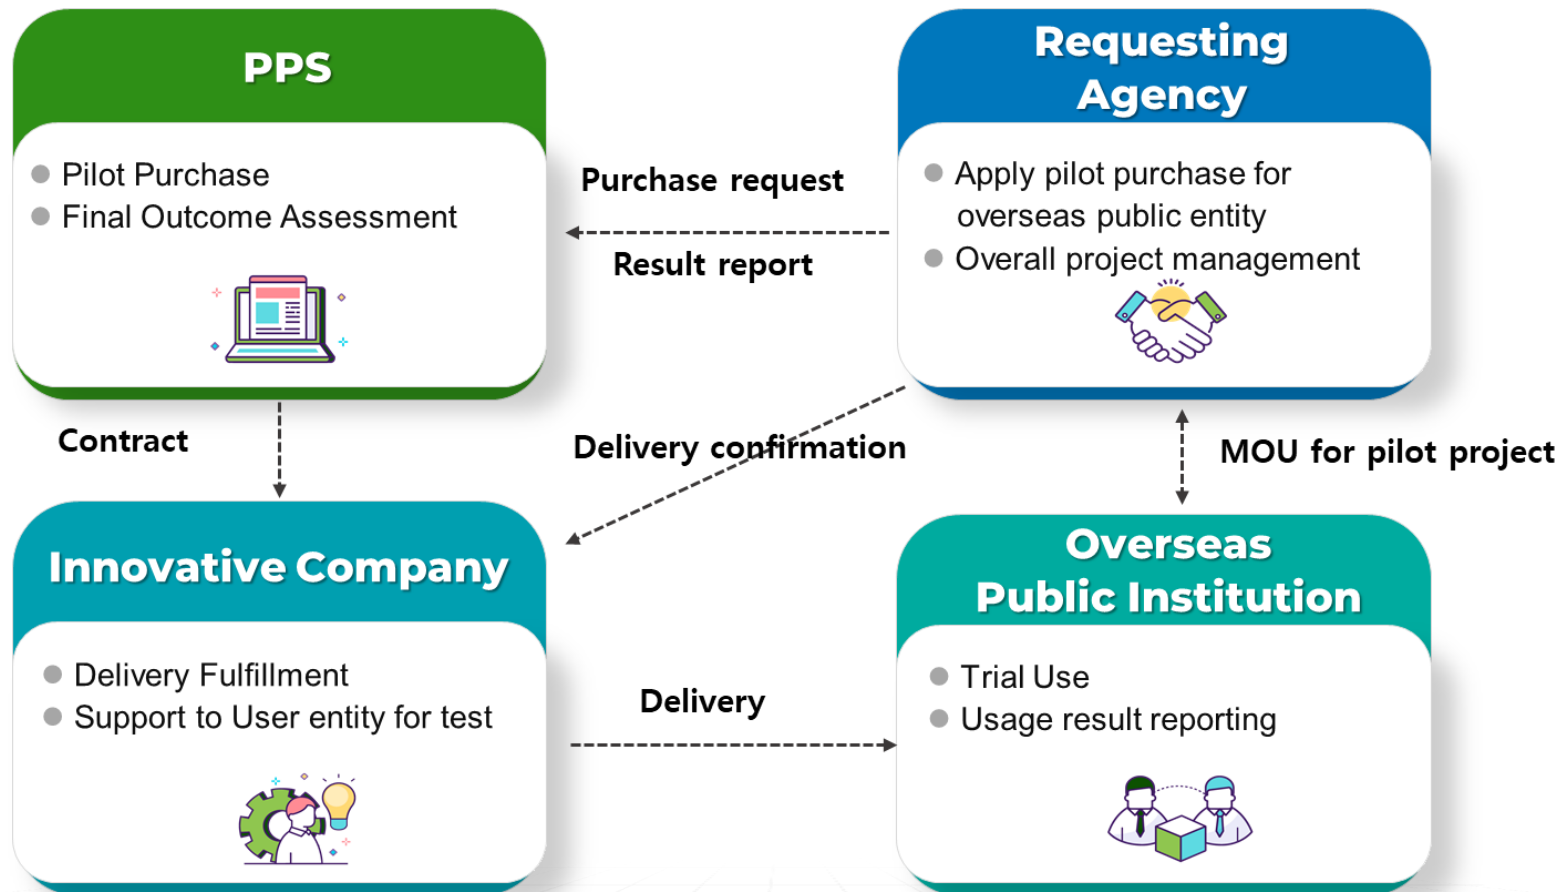 PPS
Pilot Purchase
Final Outcome Assessment
Purchase request
Result report
Requesting
Agency
Apply pilot purchase for
overseas public entity
Overall project management
Contract
Delivery confirmation
MOU for pilot project
Innovative Company
Delivery Fulfillment
Support to User entity for test
Delivery
Overseas
Public Institution
Trial Use
Usage result reporting